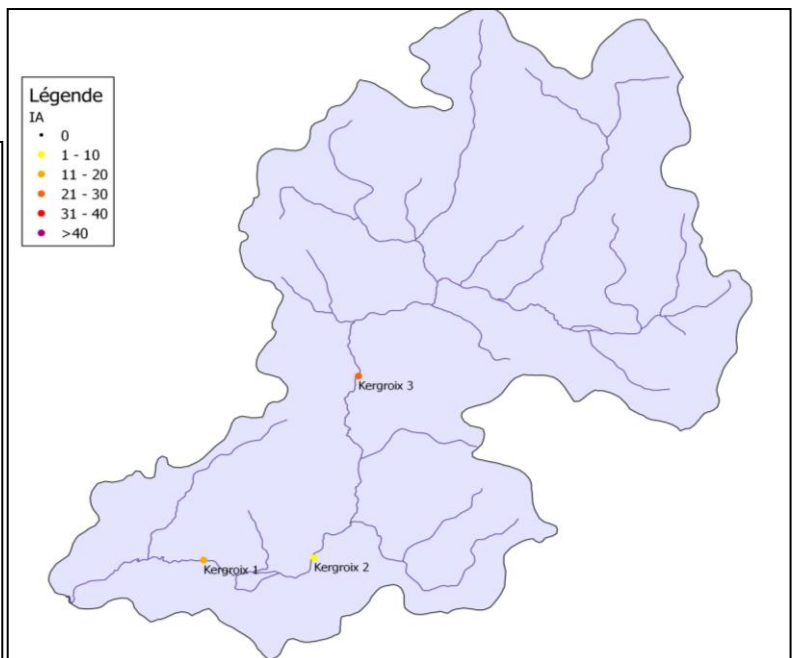 Légende
IA
0
1 - 10
11 - 20
21 - 30
31 - 40
>40
Kergroix 3
Kergroix 1
Kergroix 2